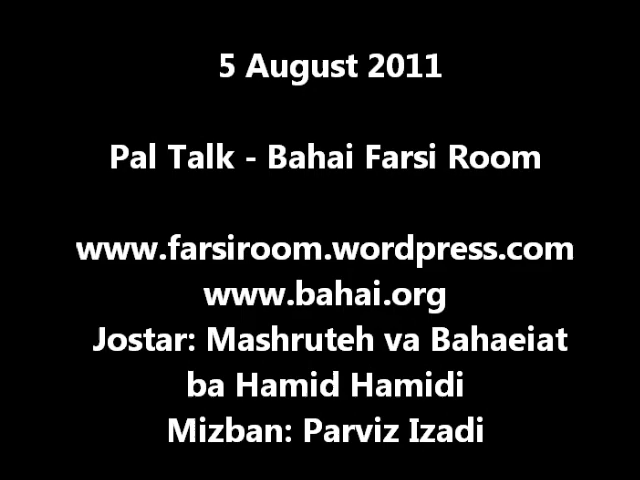 5 August 2011
Pal Talk - Bahai Farsi Room
www.farsiroom.wordpress.com
www.bahai.org
Jostar: Mashruteh va Bahaeiat
ba Hamid Hamidi
Mizban: Parviz Izadi